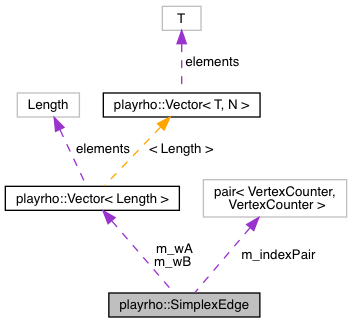 T
elements
Length
playrho::Vector< T, N >
elements
< Length >
playrho::Vector< Length >
pair< VertexCounter,
VertexCounter >
m_wA
m_wB
m_indexPair
playrho::SimplexEdge